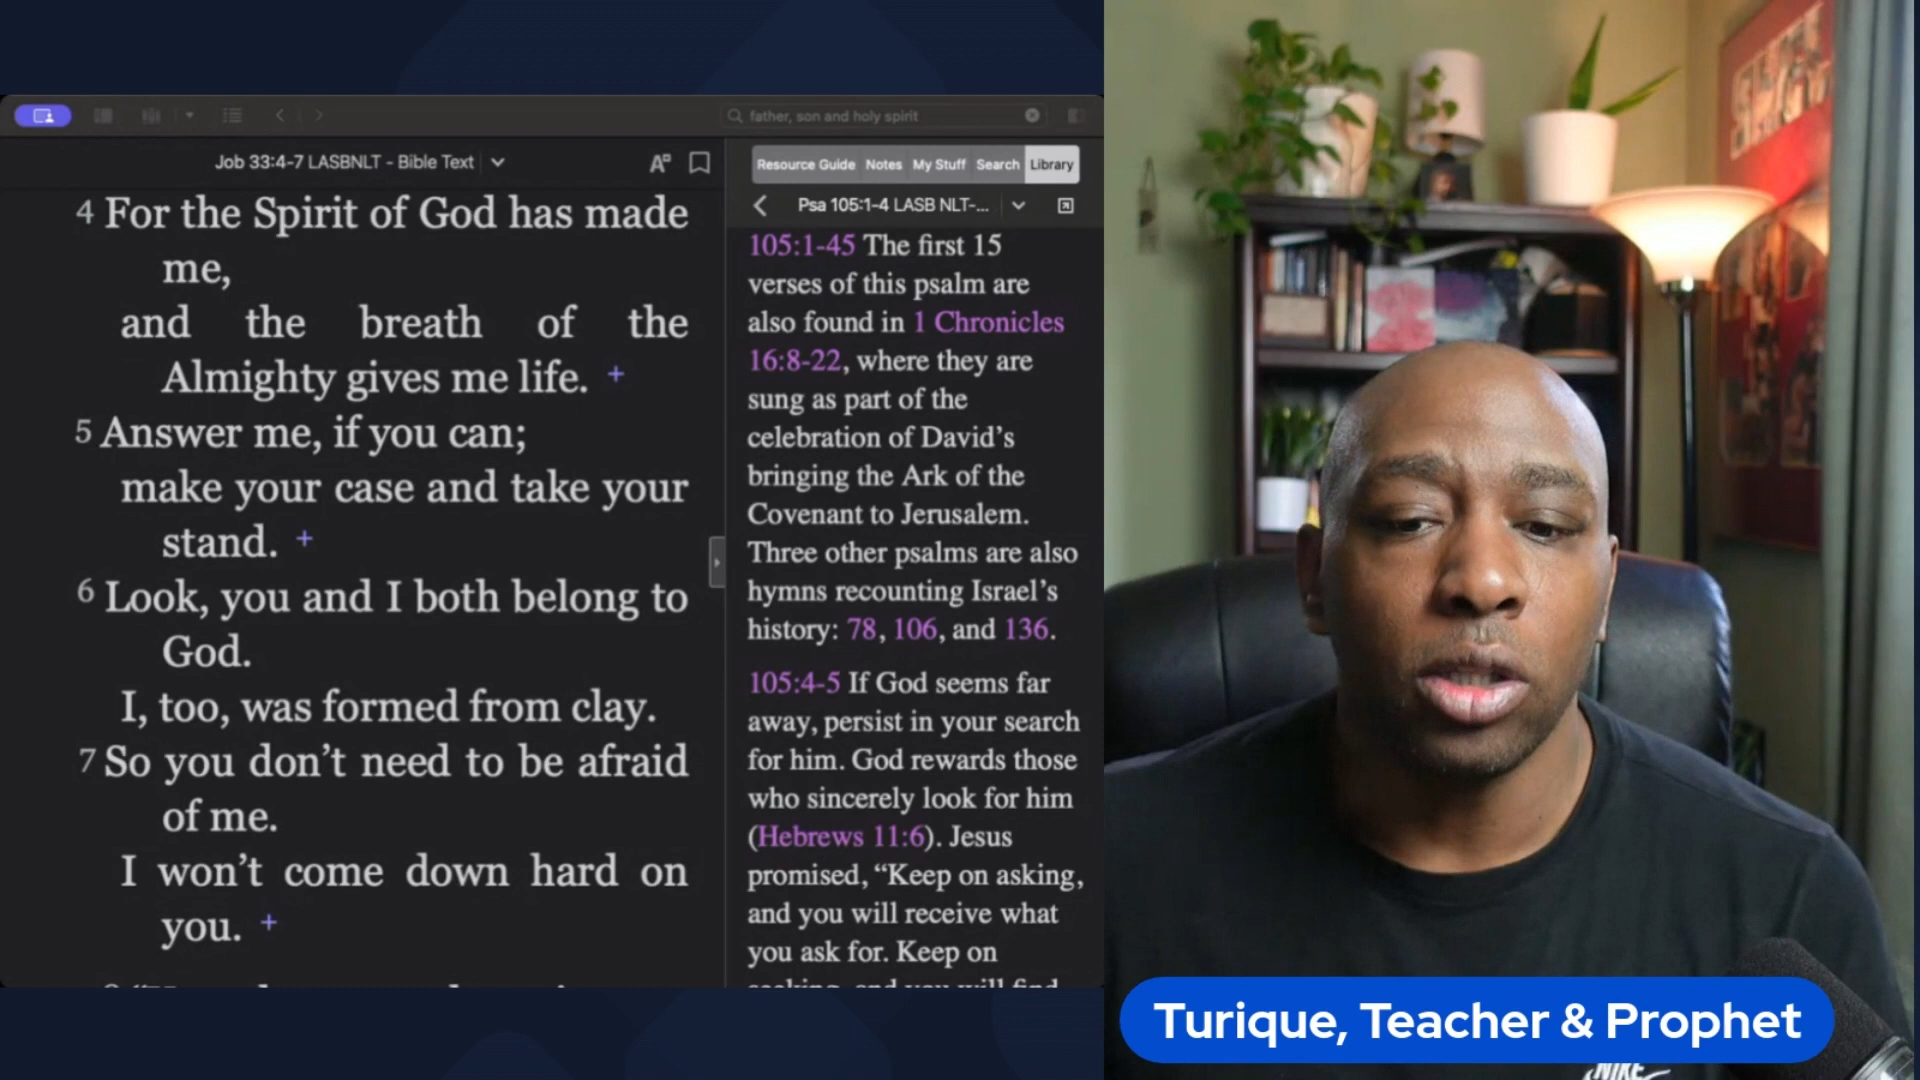 father, son and holy spirit
Job 33:4-7 LASBNLT - Bible Text
4 For the Spirit of God has made
me,
and the breath of the
Almighty gives me life. +
5 Answer me, if you can;
make your case and take your
stand. +
6 Look, you and I both belong to
God.
I, too, was formed from clay.
7 So you don’t need to be afraid
of me.
I won’t come down hard on
you. +
Resource Guide Notes My Stuff Search Library
Psa 105:1-4 LASB NLT-...
105:1-45 The first 15
verses of this psalm are
also found in 1 Chronicles
16:8-22, where they are
sung as part of the
celebration of David’s
bringing the Ark of the
Covenant to Jerusalem.
Three other psalms are also
hymns recounting Israel’s
history: 78, 106, and 136.
105:4-5 If God seems far
away, persist in your search
for him. God rewards those
who sincerely look for him
(Hebrews 11:6). Jesus
promised, “Keep on asking,
and you will receive what
you ask for. Keep on
seeking, and you will find
Turique, Teacher & Prophet
NIKE